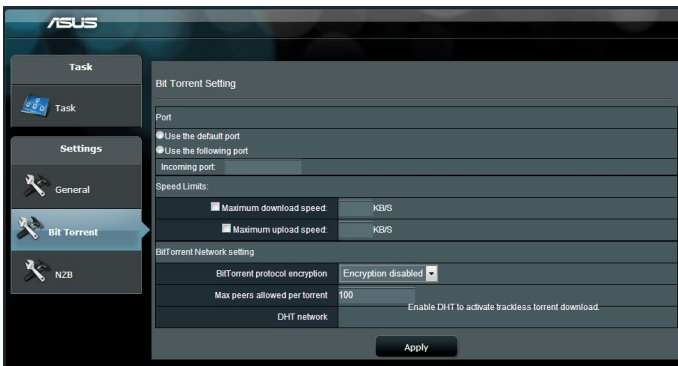 ASUS
Task
Task
Settings
General
Bit Torrent
NZB
Bit Torrent Setting
Port
Use the default port
Use the following port
Incoming port:
Speed Limits:
Maximum download speed: KB/S
Maximum upload speed: KB/S
BitTorrent Network setting
BitTorrent protocol encryption Encryption disabled
Max peers allowed per torrent 100
DHT network Enable DHT to activate trackless torrent download.
Apply